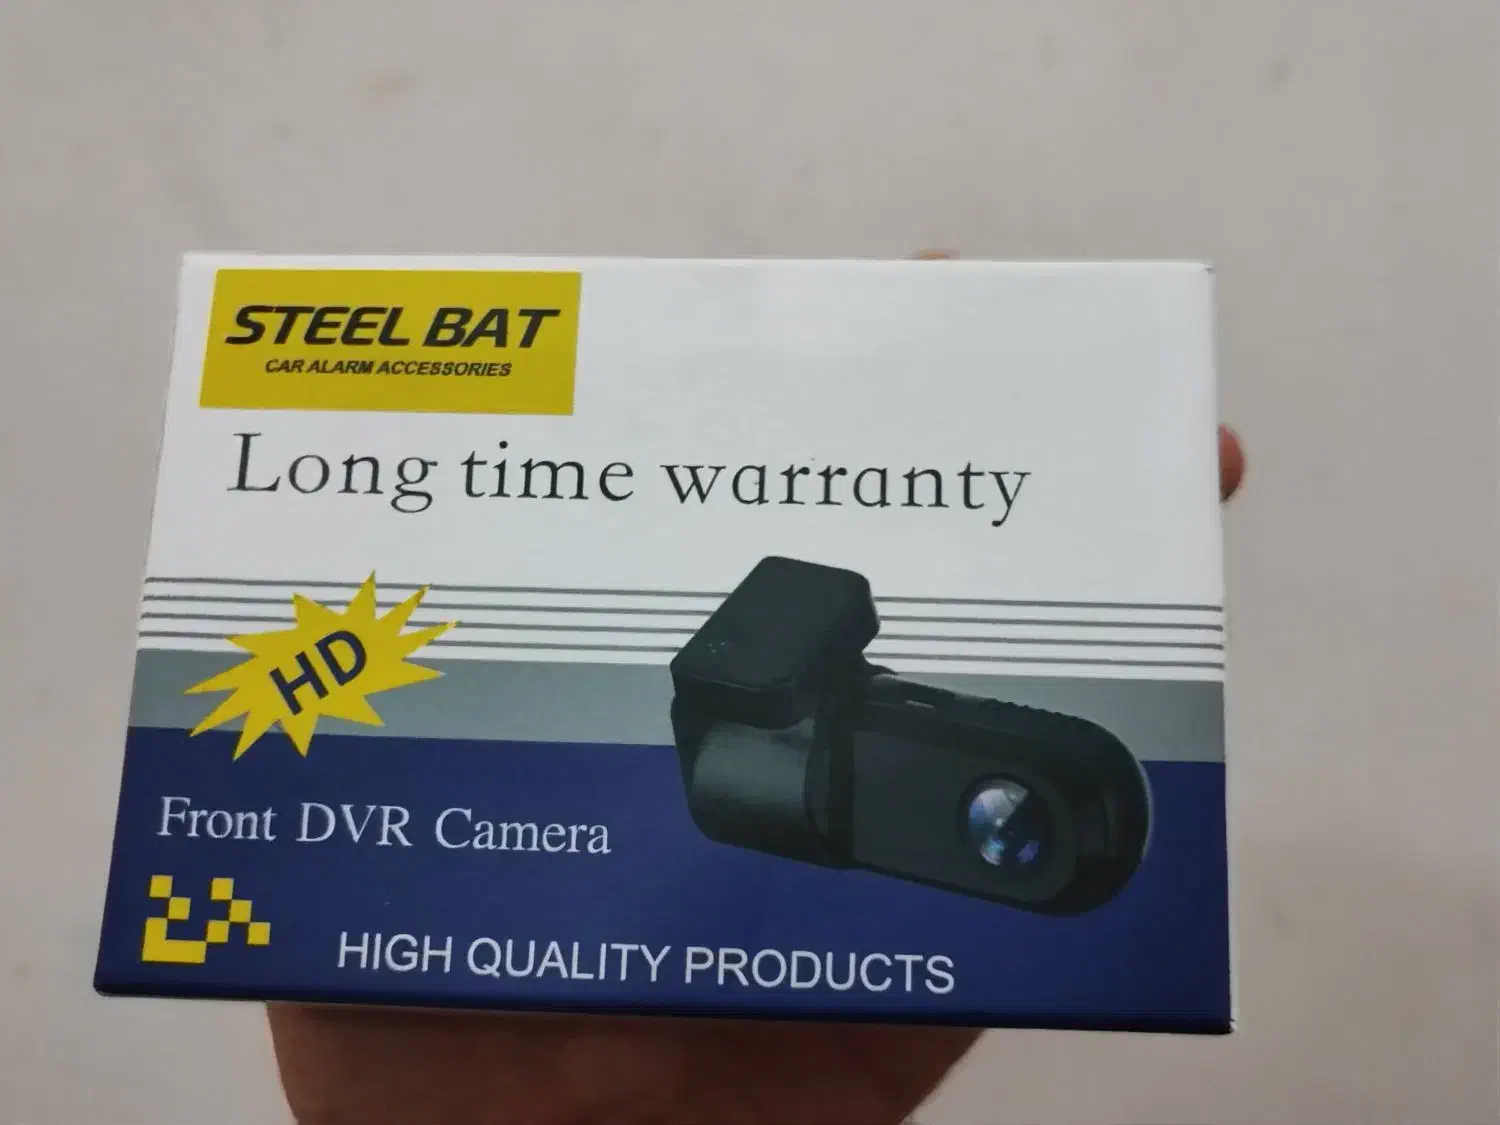 STEEL BAT
CAR ALARM ACCESSORIES
Long time warranty
HD
Front DVR Camera
HIGH QUALITY PRODUCTS